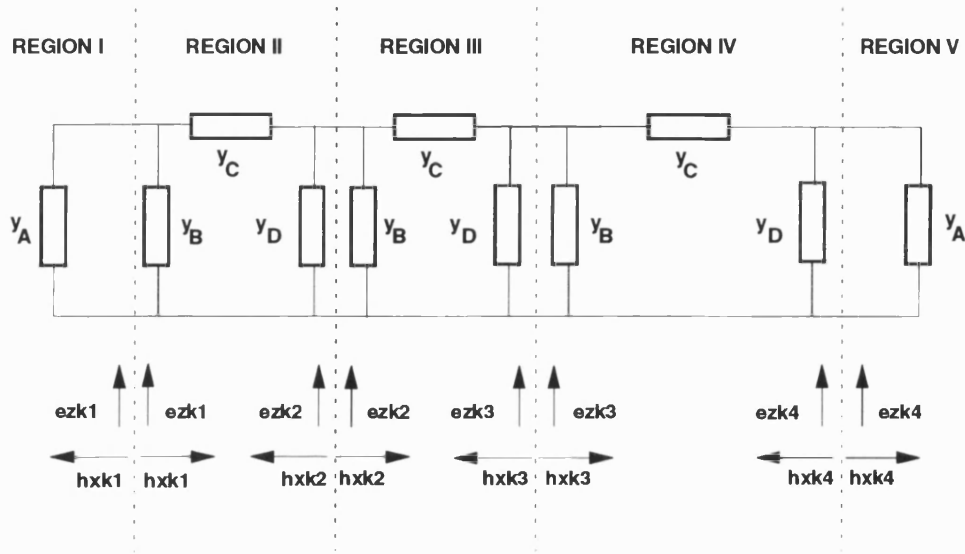 REGION I REGION II REGION III REGION IV REGION V
yC yC yC
yA yB yD yB yD yB yD yA
ezk1 ezk1 ezk2 ezk2 ezk3 ezk3 ezk4 ezk4
hxk1 hxk1 hxk2 hxk2 hxk3 hxk3 hxk4 hxk4